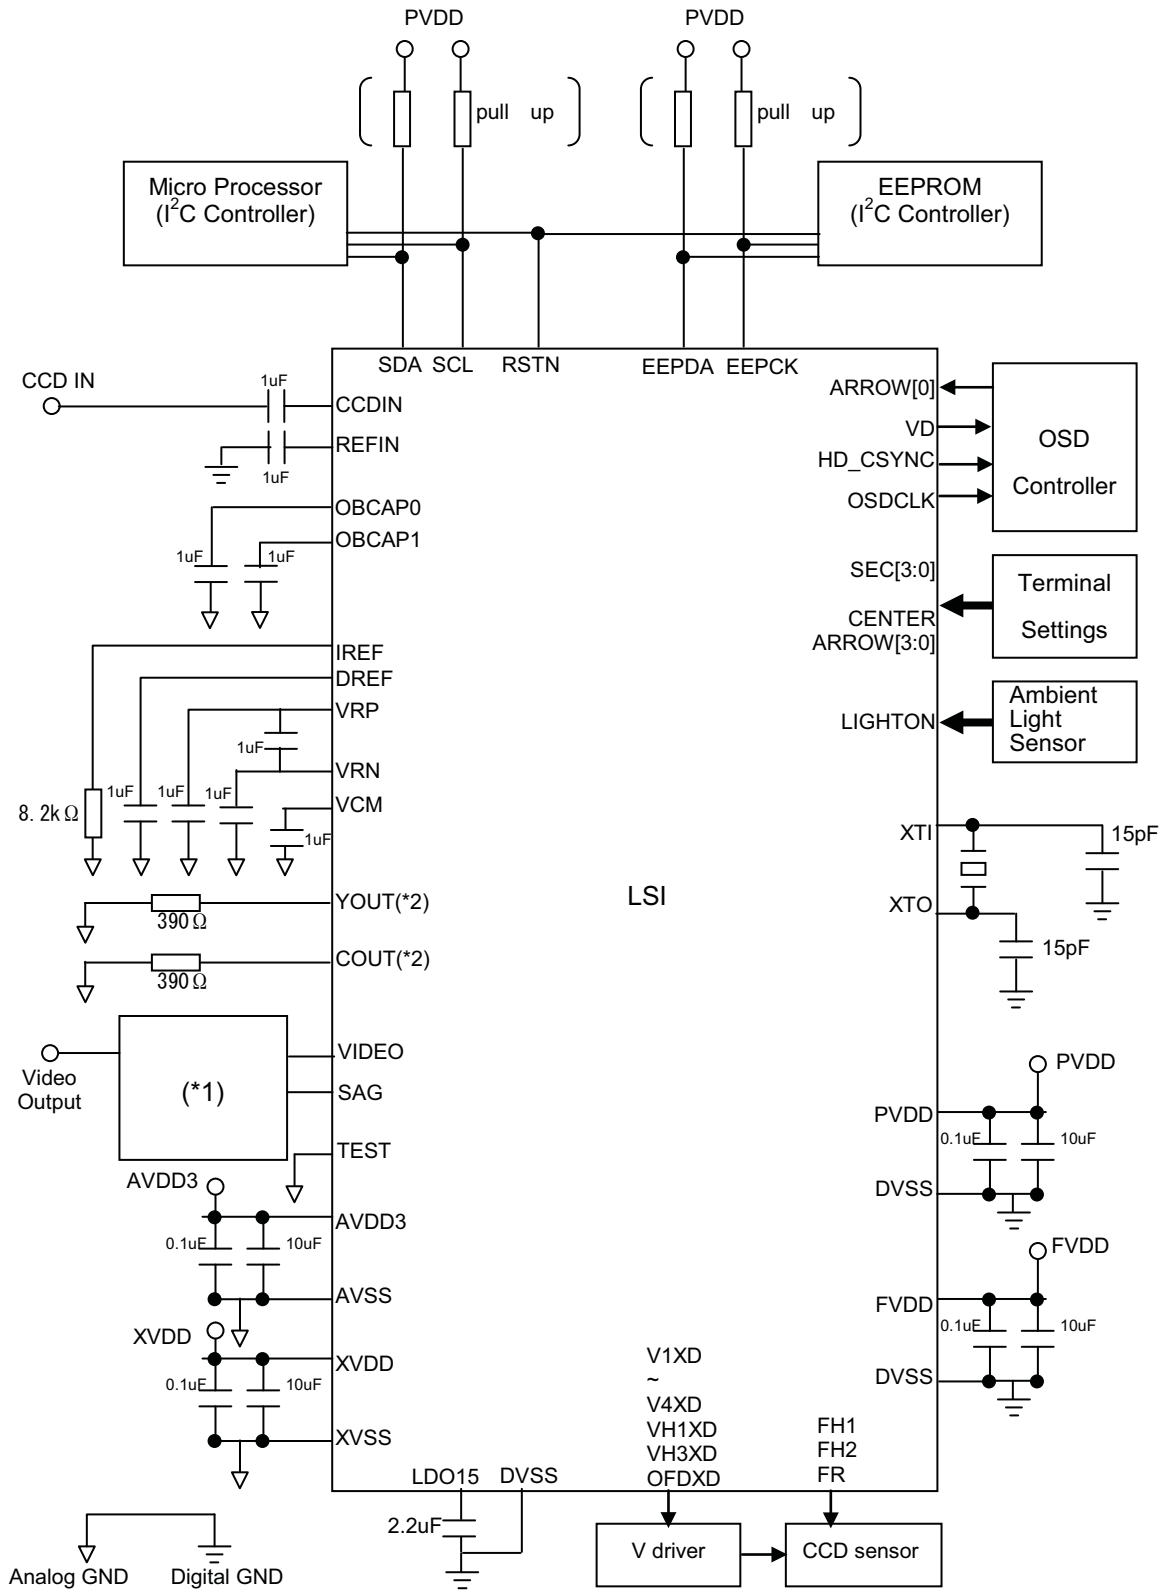 PVDD
PVDD
pull up
pull up
Micro Processor
(I²C Controller)
EEPROM
(I²C Controller)
SDA SCL RSTN
EEPDA EEPCK
CCD IN
1uF
CCDIN
REFIN
1uF
OBCAP0
OBCAP1
1uF
1uF
IREF
DREF
VRP
1uF
VRN
VCM
8.2kΩ
1uF
1uF
1uF
1uF
YOUT(*2)
390Ω
COUT(*2)
390Ω
VIDEO
SAG
(*1)
Video
Output
TEST
AVDD3
AVDD3
0.1uF
10uF
AVSS
XVDD
XVDD
0.1uF
10uF
XVSS
LSI
ARROW[0]
VD
HD_CSYNC
OSDCLK
OSD
Controller
SEC[3:0]
CENTER
ARROW[3:0]
Terminal
Settings
LIGHTON
Ambient
Light
Sensor
XTI
15pF
XTO
15pF
PVDD
PVDD
0.1uF
10uF
DVSS
FVDD
FVDD
0.1uF
10uF
DVSS
V1XD
~
V4XD
VH1XD
VH3XD
OFDXD
FH1
FH2
FR
LDO15 DVSS
2.2uF
V driver
CCD sensor
Analog GND
Digital GND